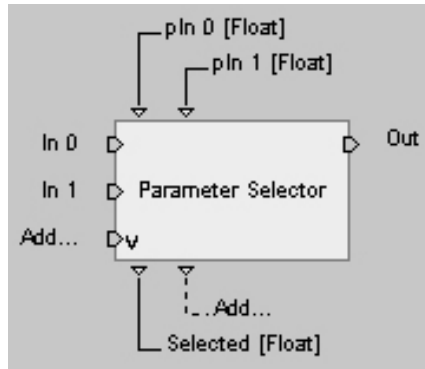 pIn 0 [Float]
pIn 1 [Float]
In 0
Out
In 1
Parameter Selector
Add...
Add...
Selected [Float]